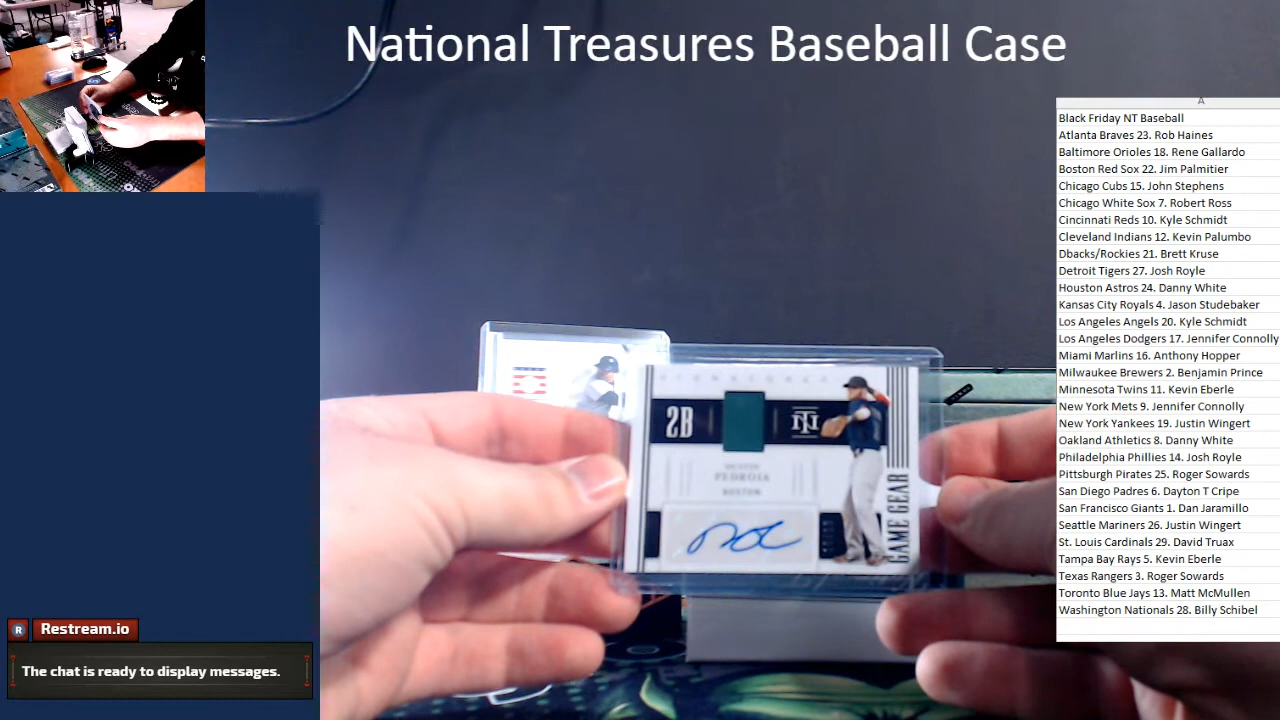 National Treasures Baseball Case
A
Black Friday NT Baseball
Atlanta Braves 23. Rob Haines
Baltimore Orioles 18. Rene Gallardo
Boston Red Sox 22. Jim Palmitier
Chicago Cubs 15. John Stephens
Chicago White Sox 7. Robert Ross
Cincinnati Reds 10. Kyle Schmidt
Cleveland Indians 12. Kevin Palumbo
Dbacks/Rockies 21. Brett Kruse
Detroit Tigers 27. Josh Royle
Houston Astros 24. Danny White
Kansas City Royals 4. Jason Studebaker
Los Angeles Angels 20. Kyle Schmidt
Los Angeles Dodgers 17. Jennifer Connolly
Miami Marlins 16. Anthony Hopper
Milwaukee Brewers 2. Benjamin Prince
Minnesota Twins 11. Kevin Eberle
New York Mets 9. Jennifer Connolly
New York Yankees 19. Justin Wingert
Oakland Athletics 8. Danny White
Philadelphia Phillies 14. Josh Royle
Pittsburgh Pirates 25. Roger Sowards
San Diego Padres 6. Dayton T Cripe
San Francisco Giants 1. Dan Jaramillo
Seattle Mariners 26. Justin Wingert
St. Louis Cardinals 29. David Truax
Tampa Bay Rays 5. Kevin Eberle
Texas Rangers 3. Roger Sowards
Toronto Blue Jays 13. Matt McMullen
Washington Nationals 28. Billy Schibel
SIGNATURES
2B
NT
DUSTIN
PEDROIA
BOSTON
GAME GEAR
R Restream.io
The chat is ready to display messages.